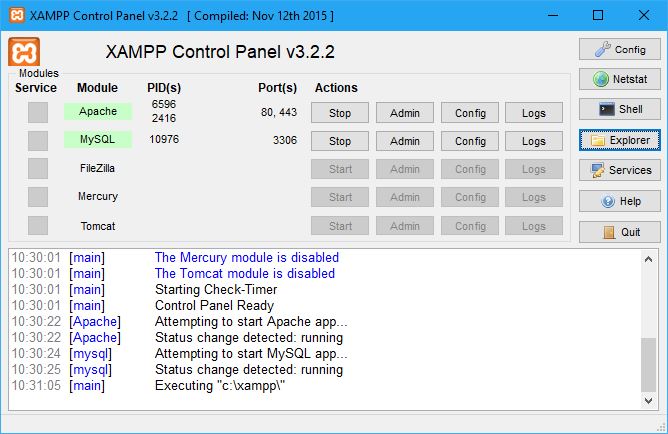 XAMPP Control Panel v3.2.2 [ Compiled: Nov 12th 2015 ]
XAMPP Control Panel v3.2.2
Config
Modules
Service Module PID(s) Port(s) Actions
Netstat
Apache 6596 2416 80, 443 Stop Admin Config Logs
Shell
MySQL 10976 3306 Stop Admin Config Logs
Explorer
FileZilla Start Admin Config Logs
Services
Mercury Start Admin Config Logs
Help
Tomcat Start Admin Config Logs
Quit
10:30:01 [main] The Mercury module is disabled
10:30:01 [main] The Tomcat module is disabled
10:30:01 [main] Starting Check-Timer
10:30:01 [main] Control Panel Ready
10:30:22 [Apache] Attempting to start Apache app...
10:30:22 [Apache] Status change detected: running
10:30:24 [mysql] Attempting to start MySQL app...
10:30:25 [mysql] Status change detected: running
10:31:05 [main] Executing "c:\xampp\"